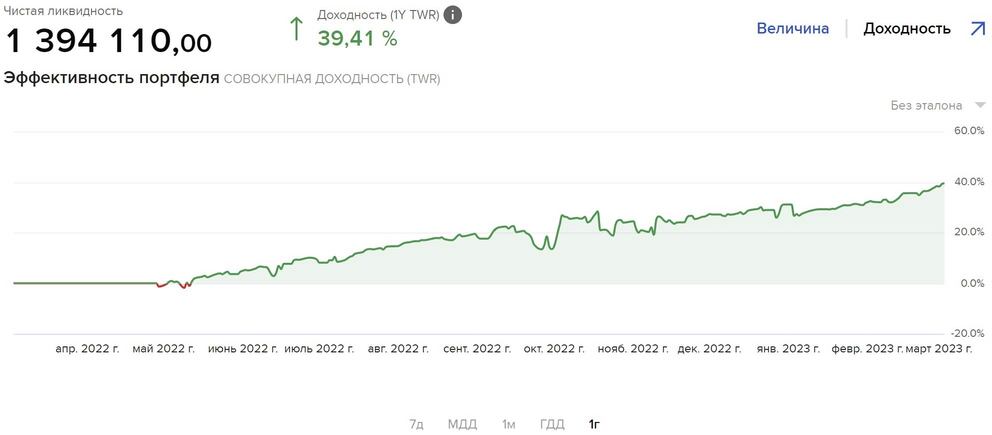 Чистая ликвидность
1 394 110,00
Доходность (1Y TWR)
39,41 %
Величина
Доходность
Эффективность портфеля СОВОКУПНАЯ ДОХОДНОСТЬ (TWR)
Без эталона
60.0%
40.0%
20.0%
0.0%
-20.0%
апр. 2022 г. май 2022 г. июнь 2022 г. июль 2022 г. авг. 2022 г. сент. 2022 г. окт. 2022 г. нояб. 2022 г. дек. 2022 г. янв. 2023 г. февр. 2023 г. март 2023 г.
7д МДД 1м ГДД 1г